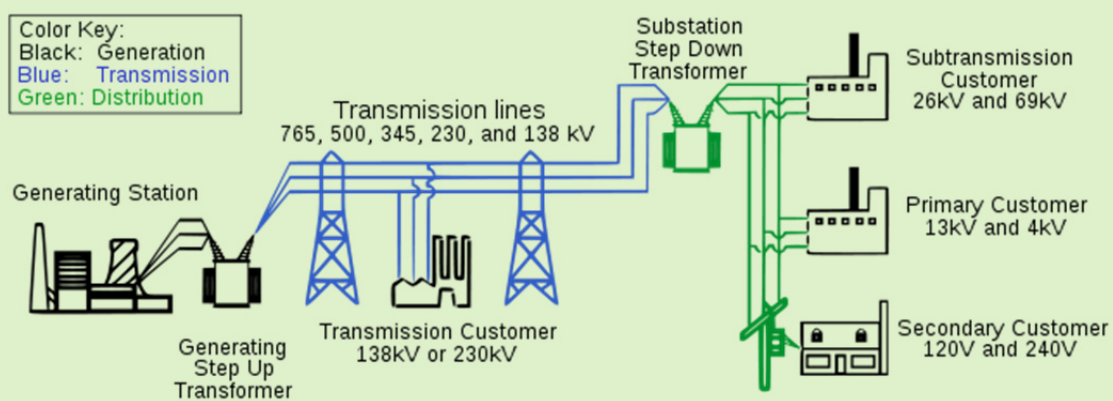 Color Key:
Black: Generation
Blue: Transmission
Green: Distribution
Substation
Step Down
Transformer
Subtransmission
Customer
26kV and 69kV
Transmission lines
765, 500, 345, 230, and 138 kV
Generating Station
Primary Customer
13kV and 4kV
Transmission Customer
138kV or 230kV
Secondary Customer
120V and 240V
Generating
Step Up
Transformer